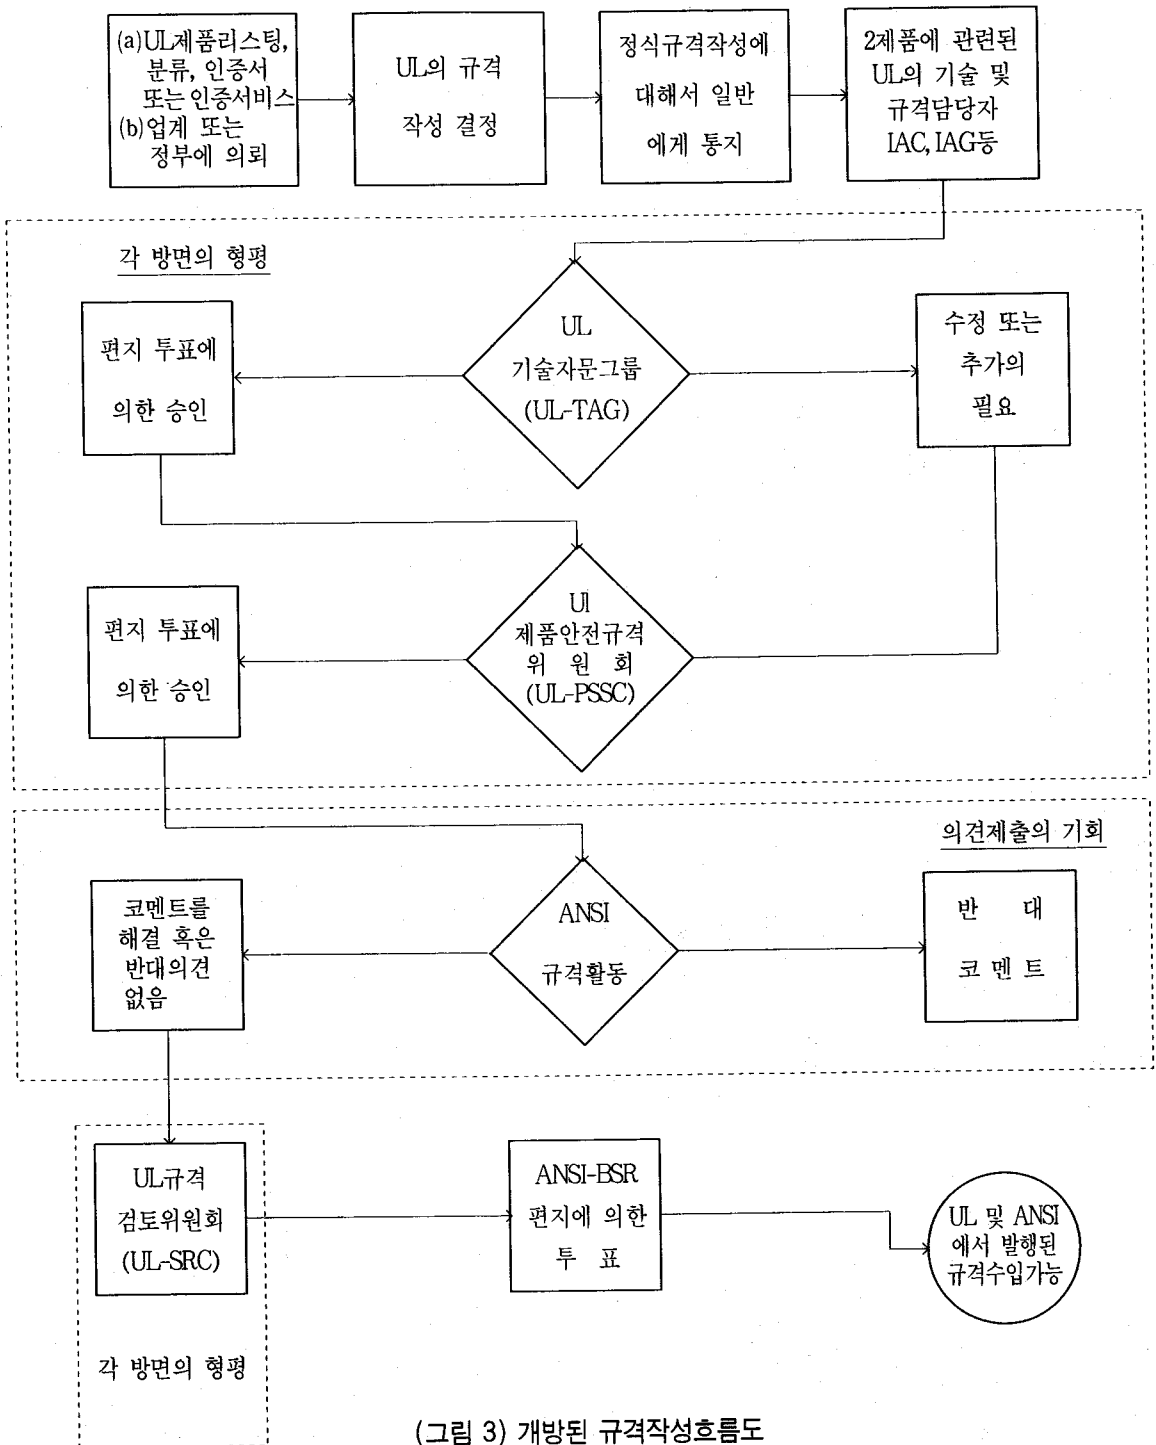 (a)UL제품리스팅,
분류, 인증서
또는 인증서비스
(b)업계 또는
정부에 의뢰
UL의 규격
작성 결정
정식규격작성에
대해서 일반
에게 통지
2제품에 관련된
UL의 기술 및
규격담당자
IAC, IAG등
각 방면의 형평
편지 투표에
의한 승인
UL
기술자문그룹
(UL-TAG)
수정 또는
추가의
필요
편지 투표에
의한 승인
Ul
제품안전규격
위 원 회
(UL-PSSC)
의견제출의 기회
코멘트를
해결 혹은
반대의견
없음
ANSI
규격활동
반 대
코 멘 트
UL규격
검토위원회
(UL-SRC)
ANSI-BSR
편지에 의한
투 표
UL 및 ANSI
에서 발행된
규격수입가능
각 방면의 형평
(그림 3) 개방된 규격작성흐름도